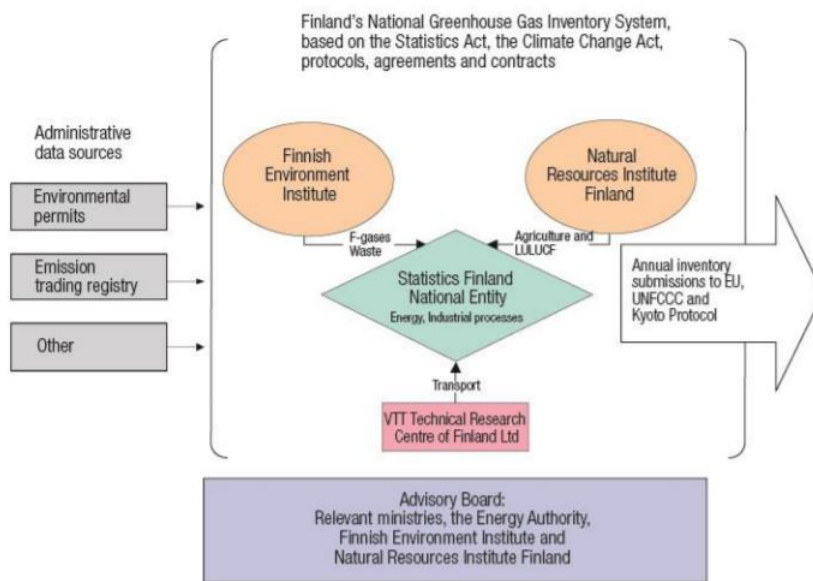 Finland's National Greenhouse Gas Inventory System,
based on the Statistics Act, the Climate Change Act,
protocols, agreements and contracts
Administrative
data sources
Environmental
permits
Emission
trading registry
Other
Finnish
Environment
Institute
Natural
Resources Institute
Finland
F-gases
Waste
Agriculture and
LULUCF
Statistics Finland
National Entity
Energy, Industrial processes
Transport
VTT Technical Research
Centre of Finland Ltd
Annual inventory
submissions to EU,
UNFCCC and
Kyoto Protocol
Advisory Board:
Relevant ministries, the Energy Authority,
Finnish Environment Institute and
Natural Resources Institute Finland